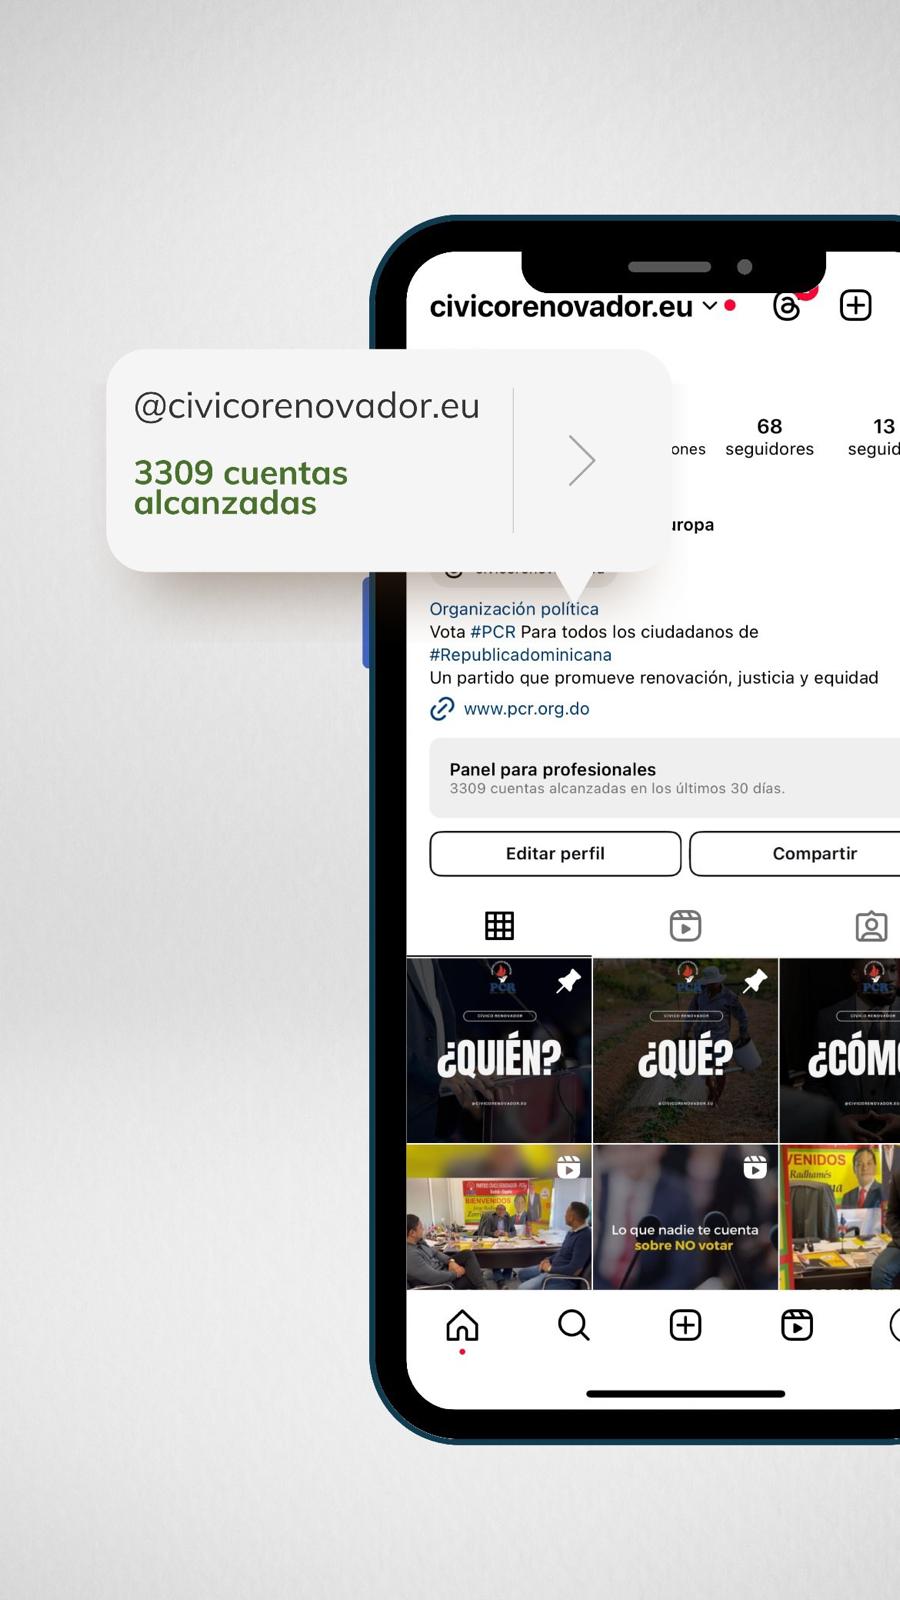 civicorenovador.eu
@civicorenovador.eu
3309 cuentas
alcanzadas
68
13
ones
seguidores
seguid
uropa
Organización política
Vota #PCR Para todos los ciudadanos de
#Republicadominicana
Un partido que promueve renovación, justicia y equidad
www.pcr.org.do
Panel para profesionales
3309 cuentas alcanzadas en los últimos 30 días.
Editar perfil
Compartir
PCR
CÍVICO RENOVADOR
¿QUIÉN?
@CIVICORENOVADOR.EU
PCR
CÍVICO RENOVADOR
¿QUÉ?
@CIVICORENOVADOR.EU
PCR
CÍVICO RENOVADOR
¿CÓM
@CIVICORENOVADOR.EU
BIENVENIDOS
Lo que nadie te cuenta
sobre NO votar
VENIDOS
Radhamés